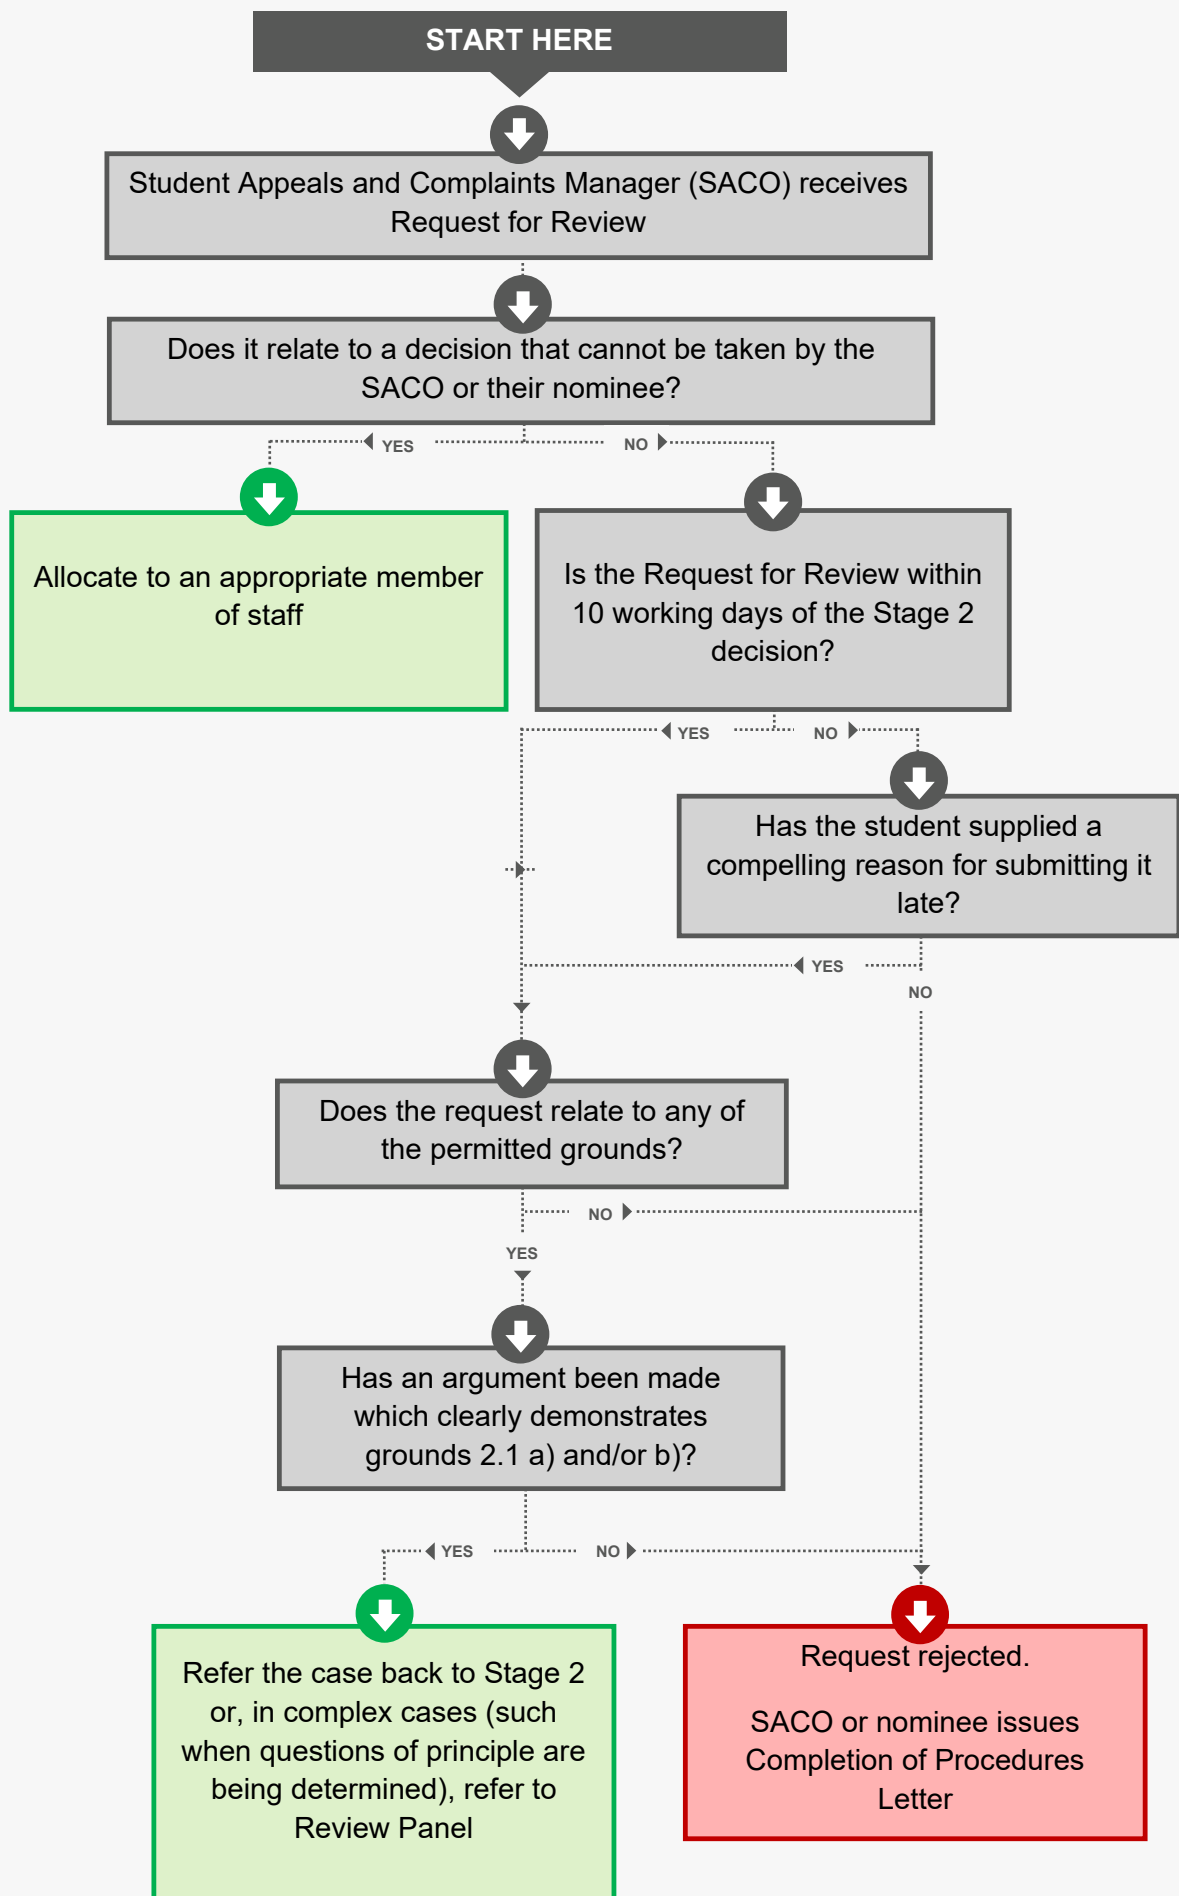 START HERE
Student Appeals and Complaints Manager (SACO) receives
Request for Review
Does it relate to a decision that cannot be taken by the
SACO or their nominee?
YES
NO
Allocate to an appropriate member
of staff
Is the Request for Review within
10 working days of the Stage 2
decision?
YES
NO
Has the student supplied a
compelling reason for submitting it
late?
YES
NO
Does the request relate to any of
the permitted grounds?
NO
YES
Has an argument been made
which clearly demonstrates
grounds 2.1 a) and/or b)?
YES
NO
Refer the case back to Stage 2
or, in complex cases (such
when questions of principle are
being determined), refer to
Review Panel
Request rejected.
SACO or nominee issues
Completion of Procedures
Letter